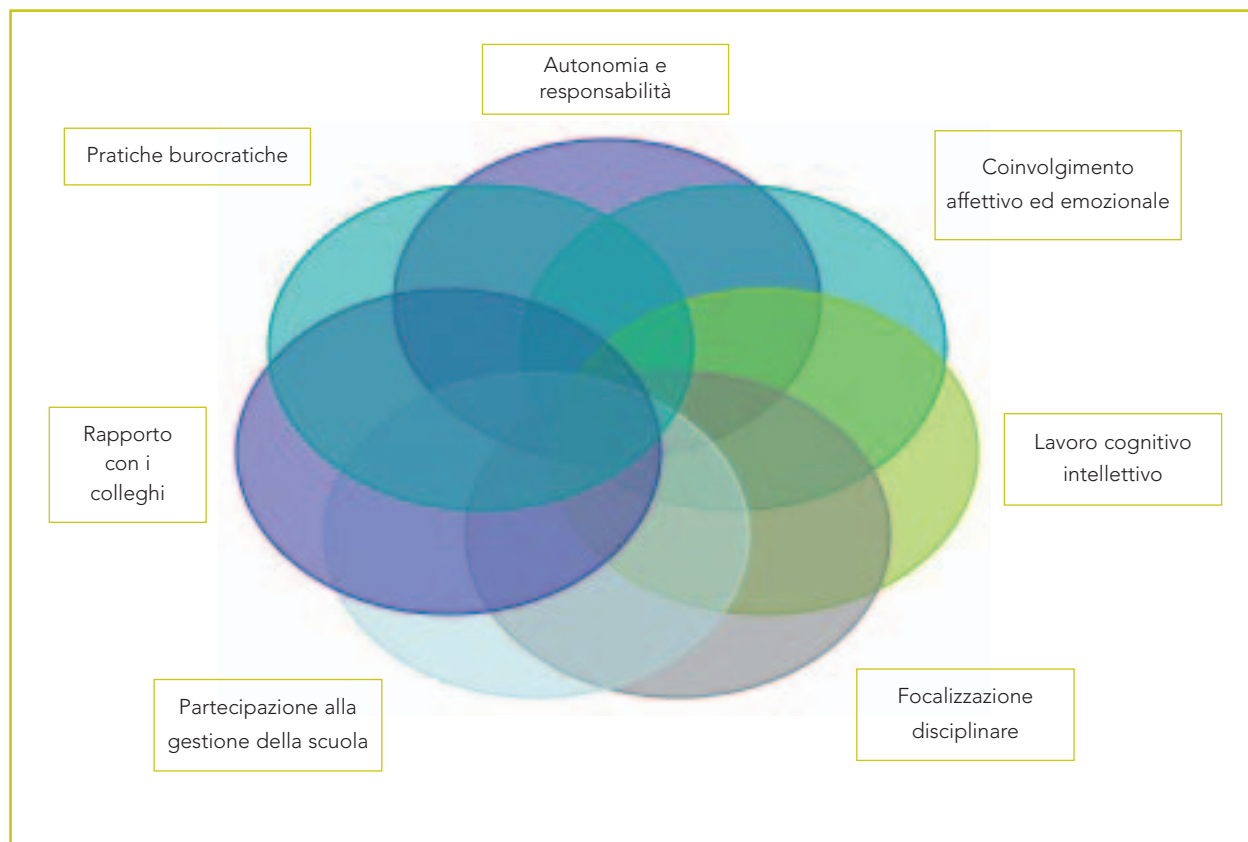 Autonomia e
responsabilità
Pratiche burocratiche
Coinvolgimento
affettivo ed emozionale
Rapporto
con i
colleghi
Lavoro cognitivo
intellettivo
Partecipazione alla
gestione della scuola
Focalizzazione
disciplinare